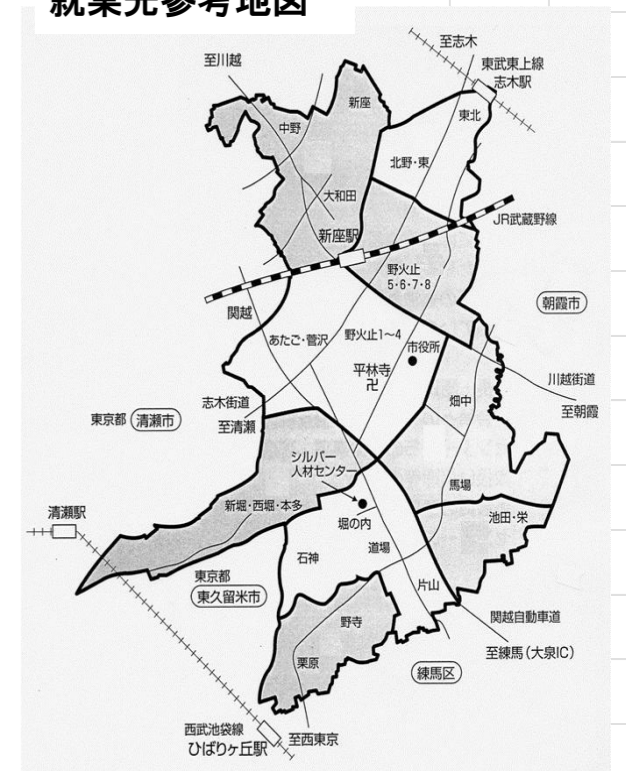 就業先参考地図
至志木
至川越
東武東上線
志木駅
新座
東北
中野
北野・東
大和田
JR武蔵野線
新座駅
野火止
5・6・7・8
朝霞市
関越
野火止1〜4
あたご・菅沢
市役所
平林寺
卍
川越街道
畑中
志木街道
至朝霞
東京都 清瀬市
至清瀬
シルバー
人材センター
馬場
新堀・西堀・本多
清瀬駅
池田・栄
堀の内
道場
石神
東京都
東久留米市
片山
関越自動車道
野寺
至練馬(大泉IC)
栗原
練馬区
西武池袋線
ひばりヶ丘駅
至西東京